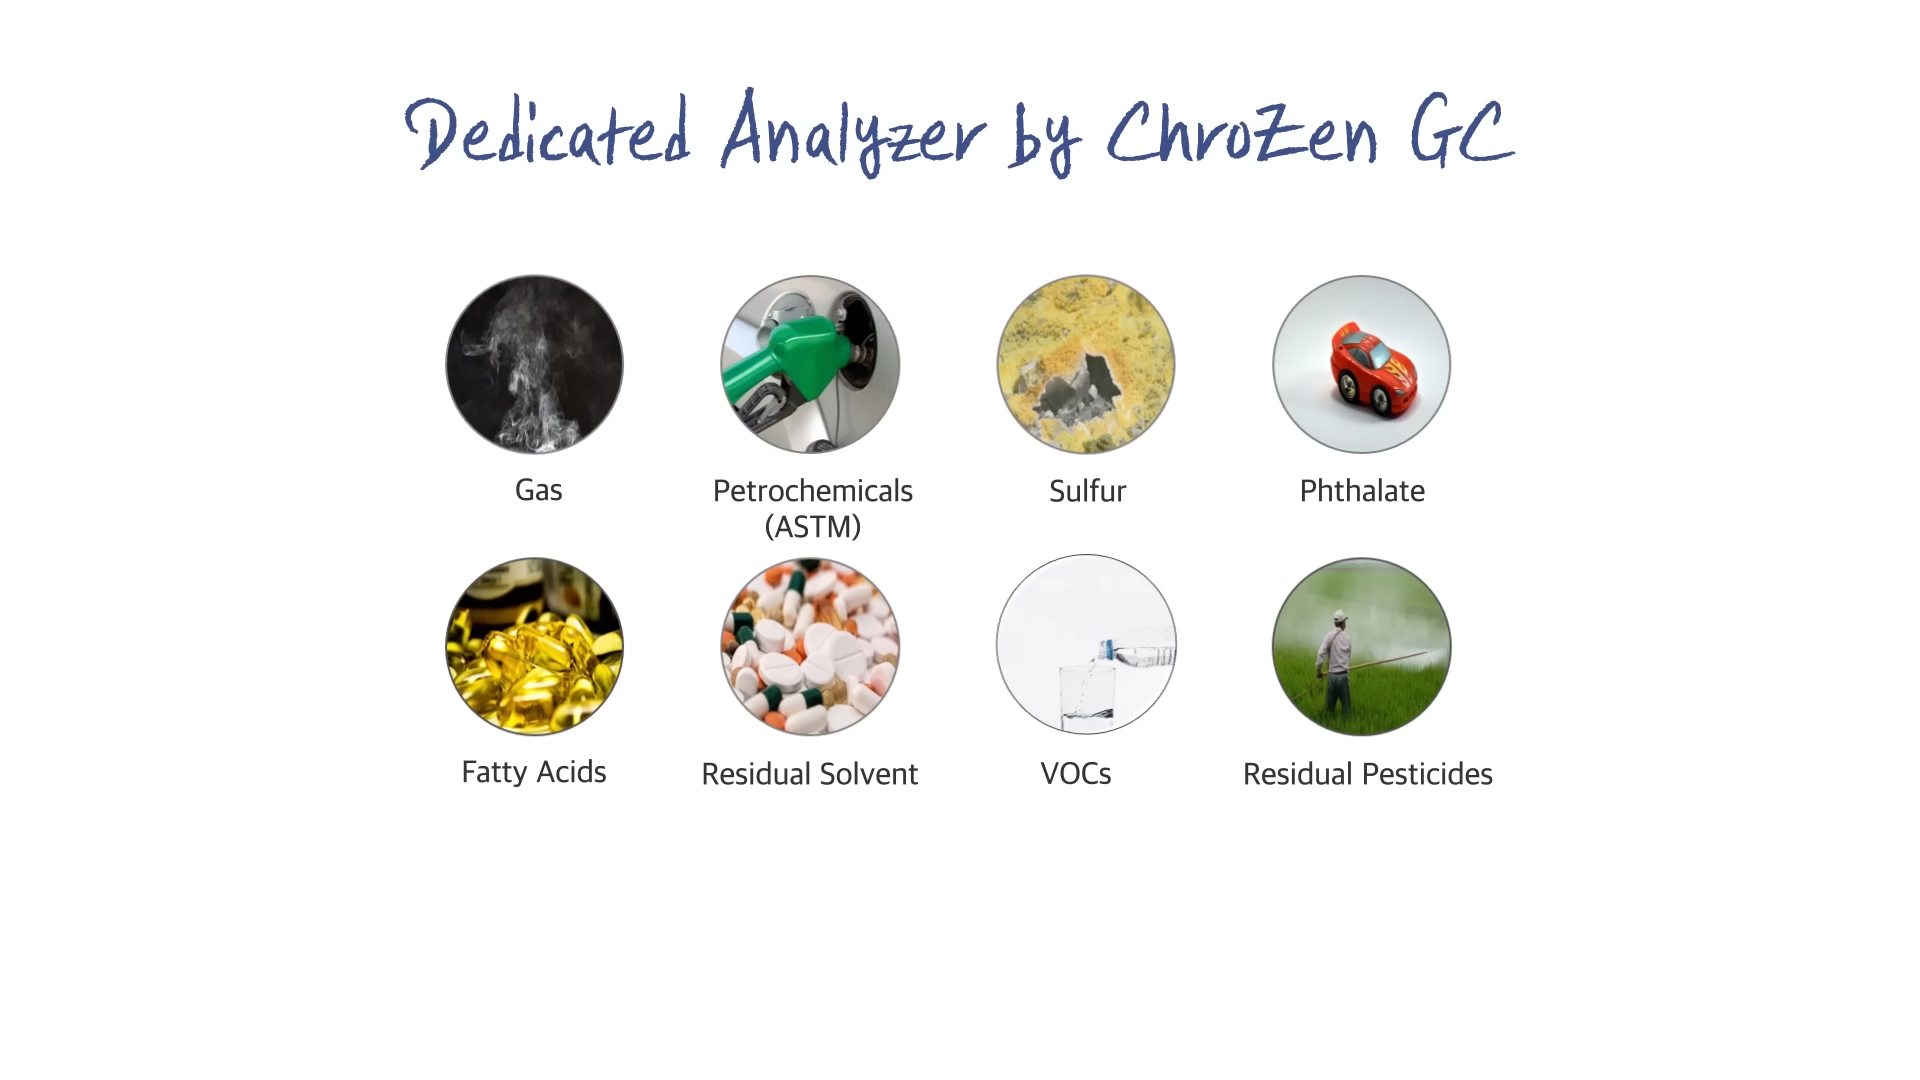 Dedicated Analyzer by ChroZen GC
Gas
Petrochemicals
(ASTM)
Sulfur
Phthalate
Fatty Acids
Residual Solvent
VOCs
Residual Pesticides